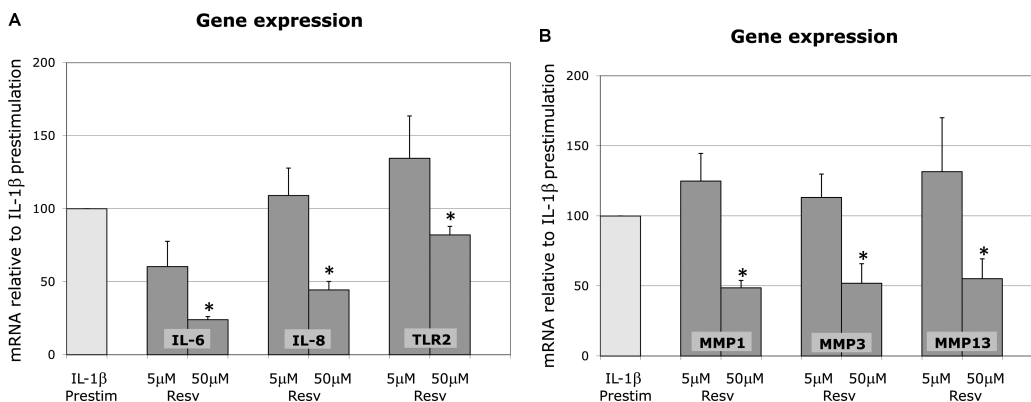 A
Gene expression
mRNA relative to IL-1β prestimulation
200
150
100
50
0
*
*
*
IL-6
IL-8
TLR2
IL-1β
Prestim
5μM 50μM
Resv
5μM 50μM
Resv
5μM 50μM
Resv
B
Gene expression
mRNA relative to IL-1β prestimulation
200
150
100
50
0
*
*
*
MMP1
MMP3
MMP13
IL-1β
Prestim
5μM 50μM
Resv
5μM 50μM
Resv
5μM 50μM
Resv